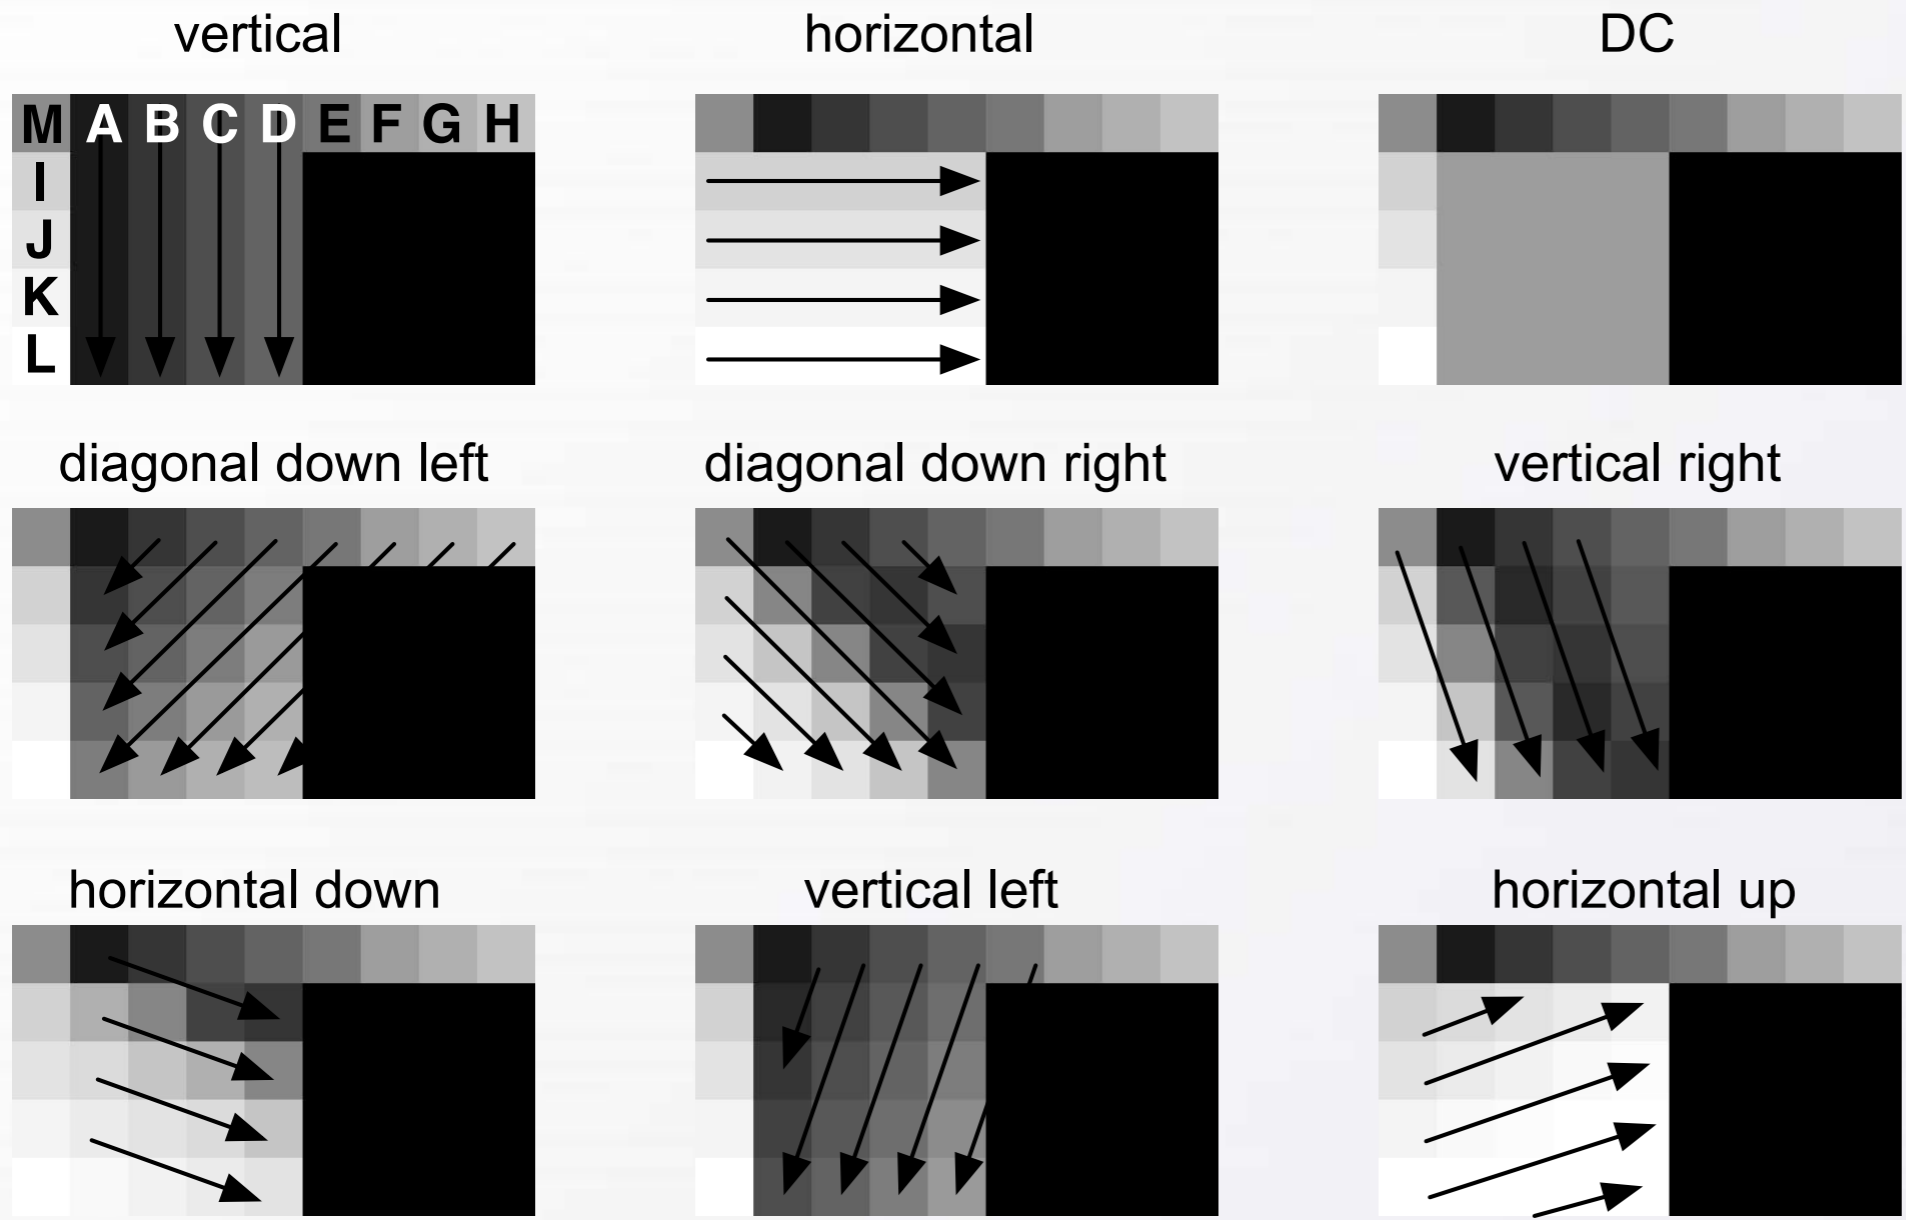 vertical
horizontal
DC
M A B C D E F G H
I
J
K
L
diagonal down left
diagonal down right
vertical right
horizontal down
vertical left
horizontal up